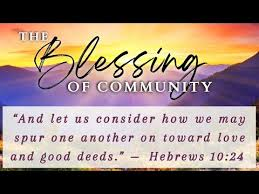 THE
Blessing
OF COMMUNITY
"And let us consider how we may
spur one another on toward love
and good deeds." – Hebrews 10:24